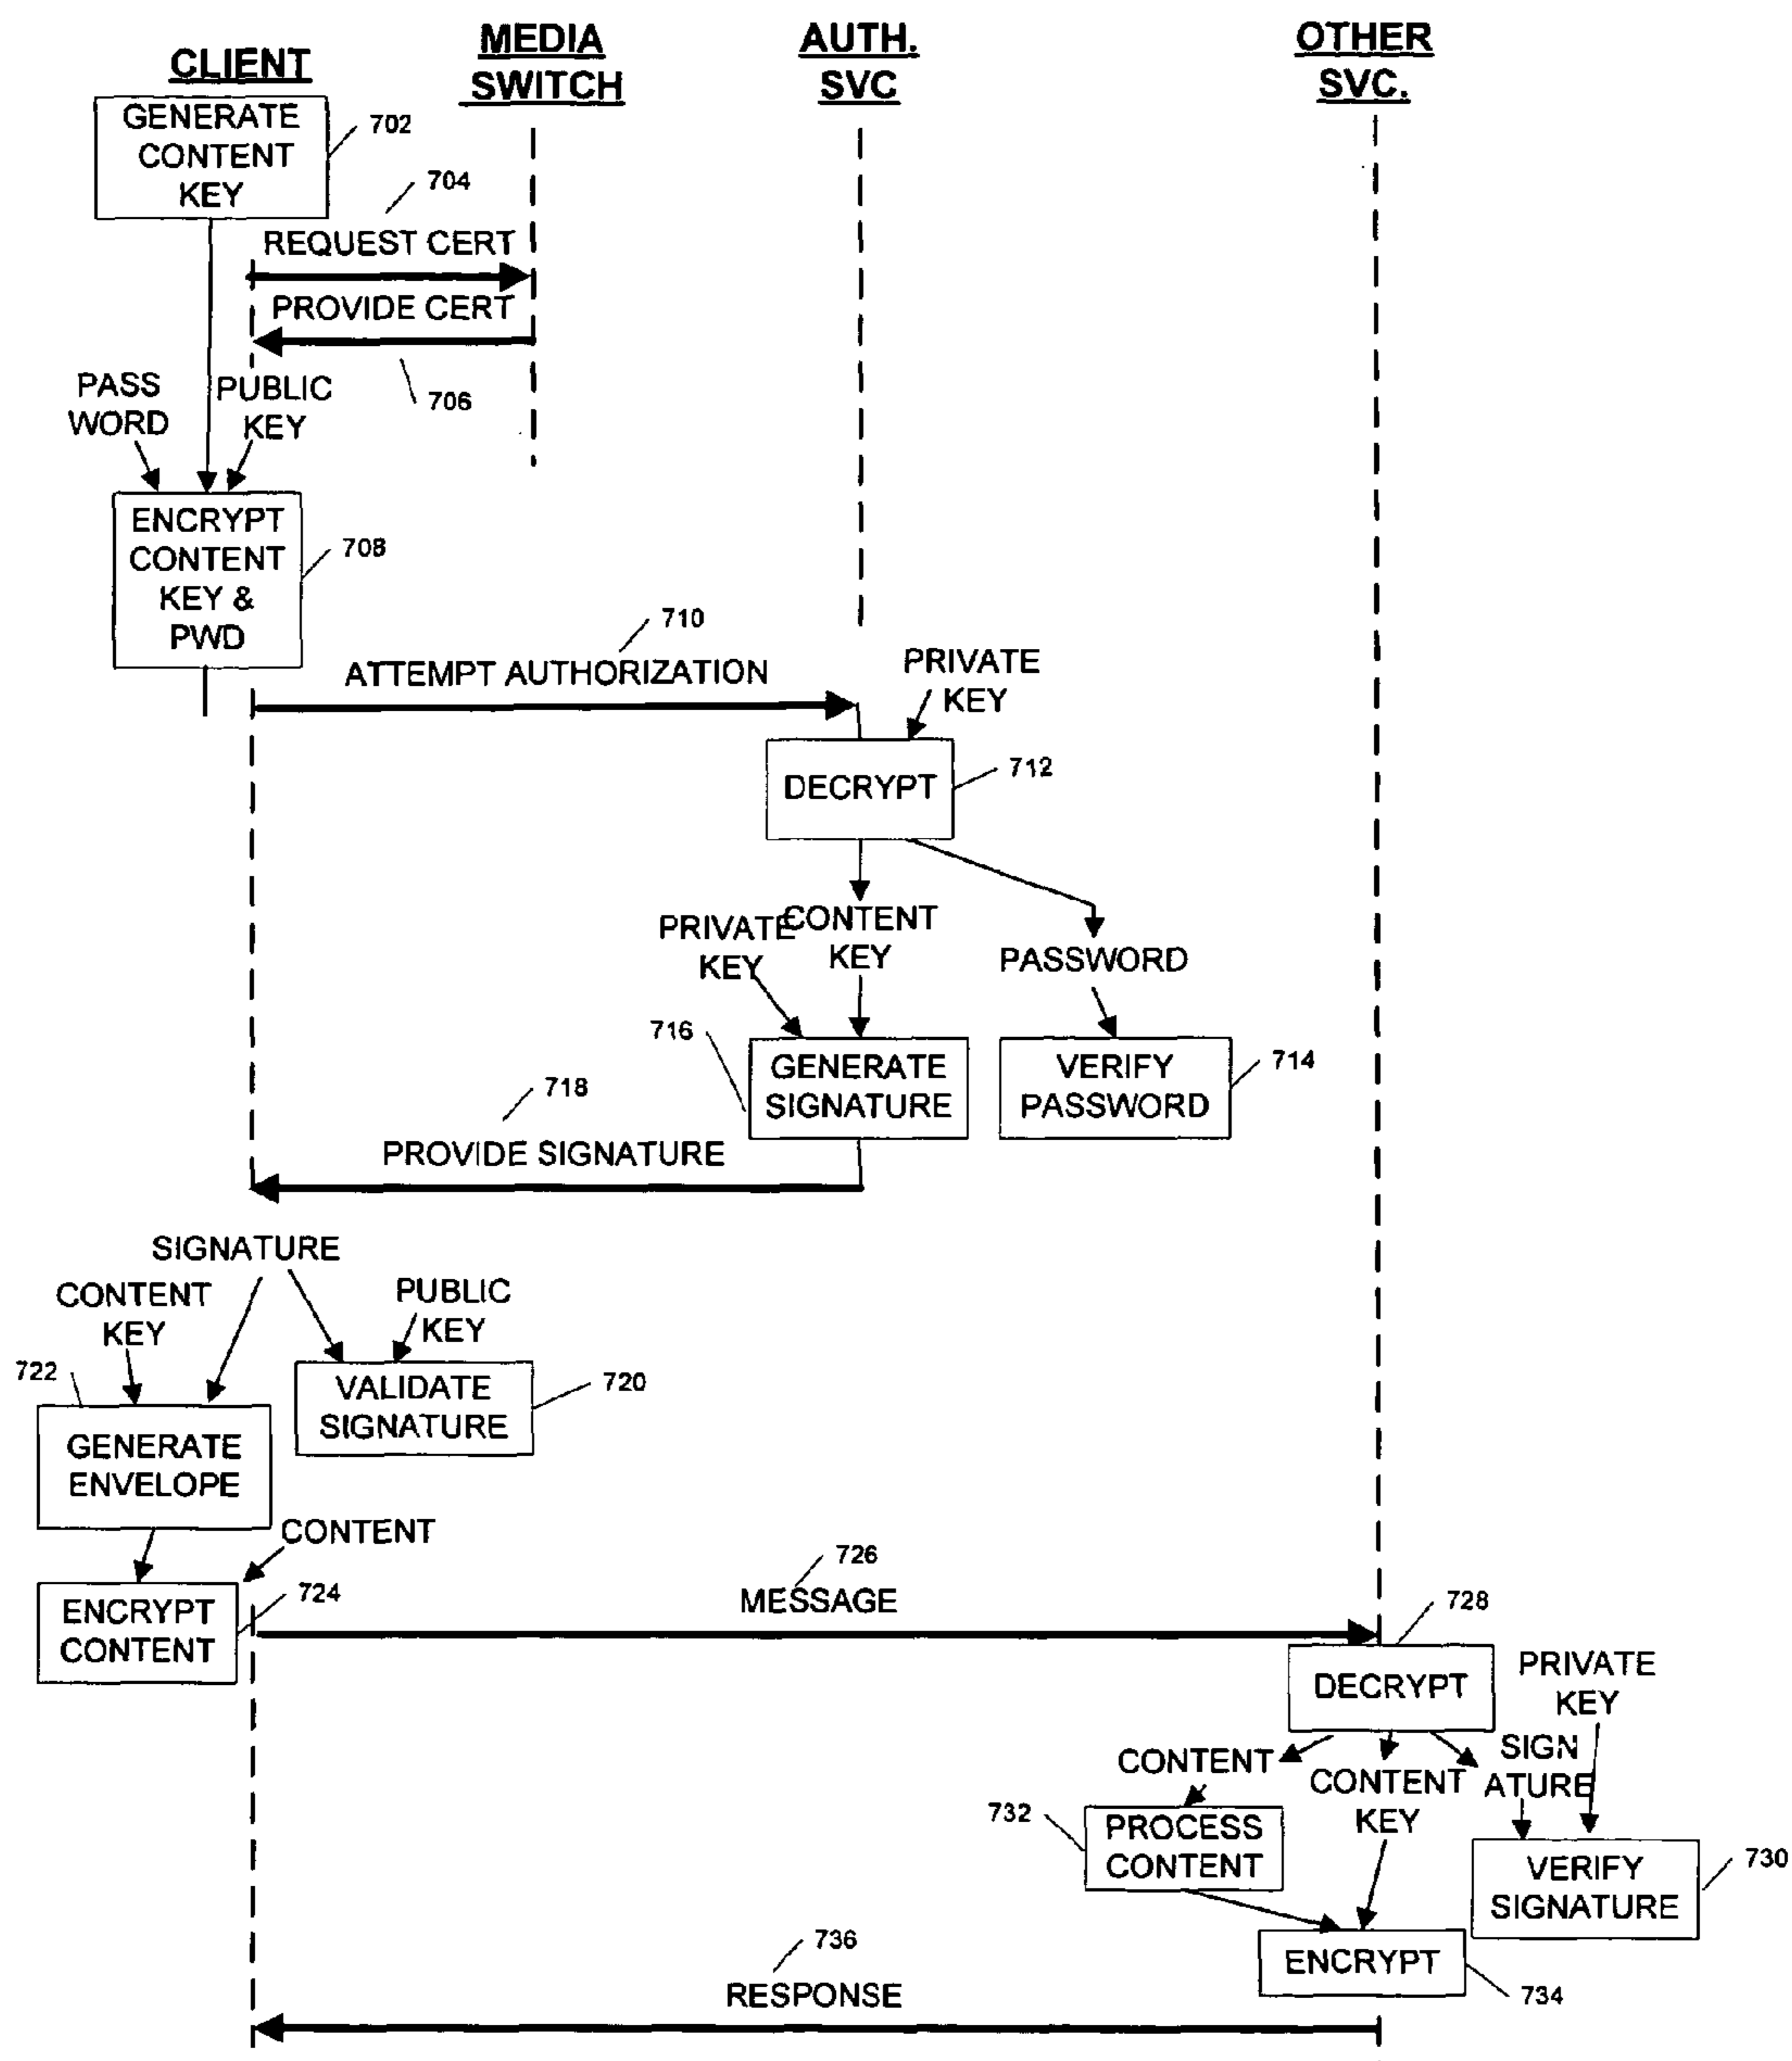 CLIENT
MEDIA
SWITCH
AUTH.
SVC
OTHER
SVC.
GENERATE
CONTENT
KEY
702
704
REQUEST CERT
PROVIDE CERT
706
PASS
WORD
PUBLIC
KEY
ENCRYPT
CONTENT
KEY &
PWD
708
710
ATTEMPT AUTHORIZATION
PRIVATE
KEY
DECRYPT
712
PRIVATE
KEY
CONTENT
KEY
PASSWORD
716
GENERATE
SIGNATURE
VERIFY
PASSWORD
714
718
PROVIDE SIGNATURE
SIGNATURE
CONTENT
KEY
PUBLIC
KEY
722
VALIDATE
SIGNATURE
720
GENERATE
ENVELOPE
CONTENT
ENCRYPT
CONTENT
724
726
MESSAGE
728
DECRYPT
PRIVATE
KEY
CONTENT
CONTENT
KEY
SIGN
ATURE
732
PROCESS
CONTENT
VERIFY
SIGNATURE
730
ENCRYPT
734
736
RESPONSE